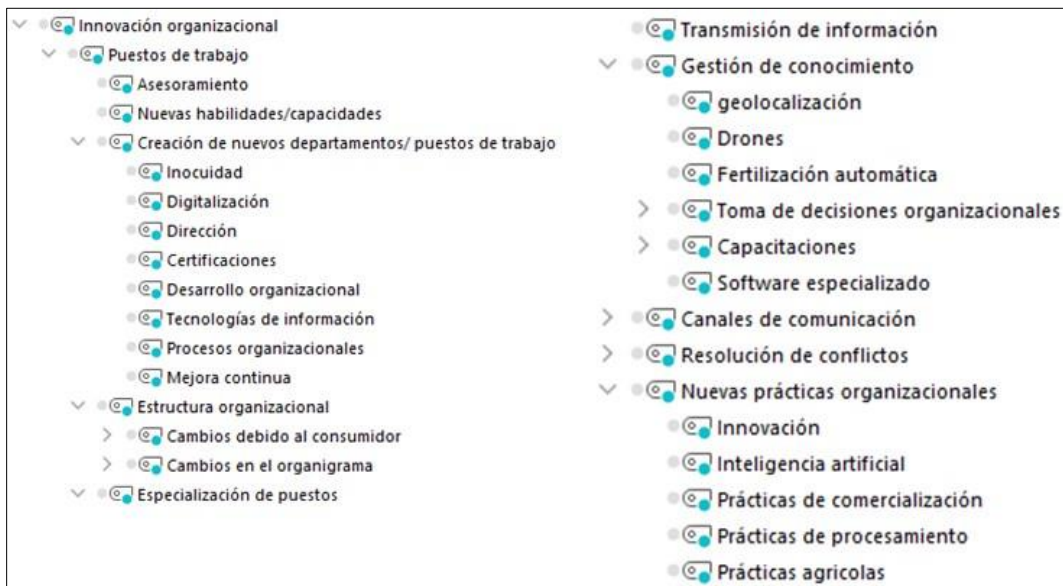 Innovación organizacional
Puestos de trabajo
Asesoramiento
Nuevas habilidades/capacidades
Creación de nuevos departamentos/ puestos de trabajo
Inocuidad
Digitalización
Dirección
Certificaciones
Desarrollo organizacional
Tecnologías de información
Procesos organizacionales
Mejora continua
Estructura organizacional
Cambios debido al consumidor
Cambios en el organigrama
Especialización de puestos
Transmisión de información
Gestión de conocimiento
geolocalización
Drones
Fertilización automática
Toma de decisiones organizacionales
Capacitaciones
Software especializado
Canales de comunicación
Resolución de conflictos
Nuevas prácticas organizacionales
Innovación
Inteligencia artificial
Prácticas de comercialización
Prácticas de procesamiento
Prácticas agricolas